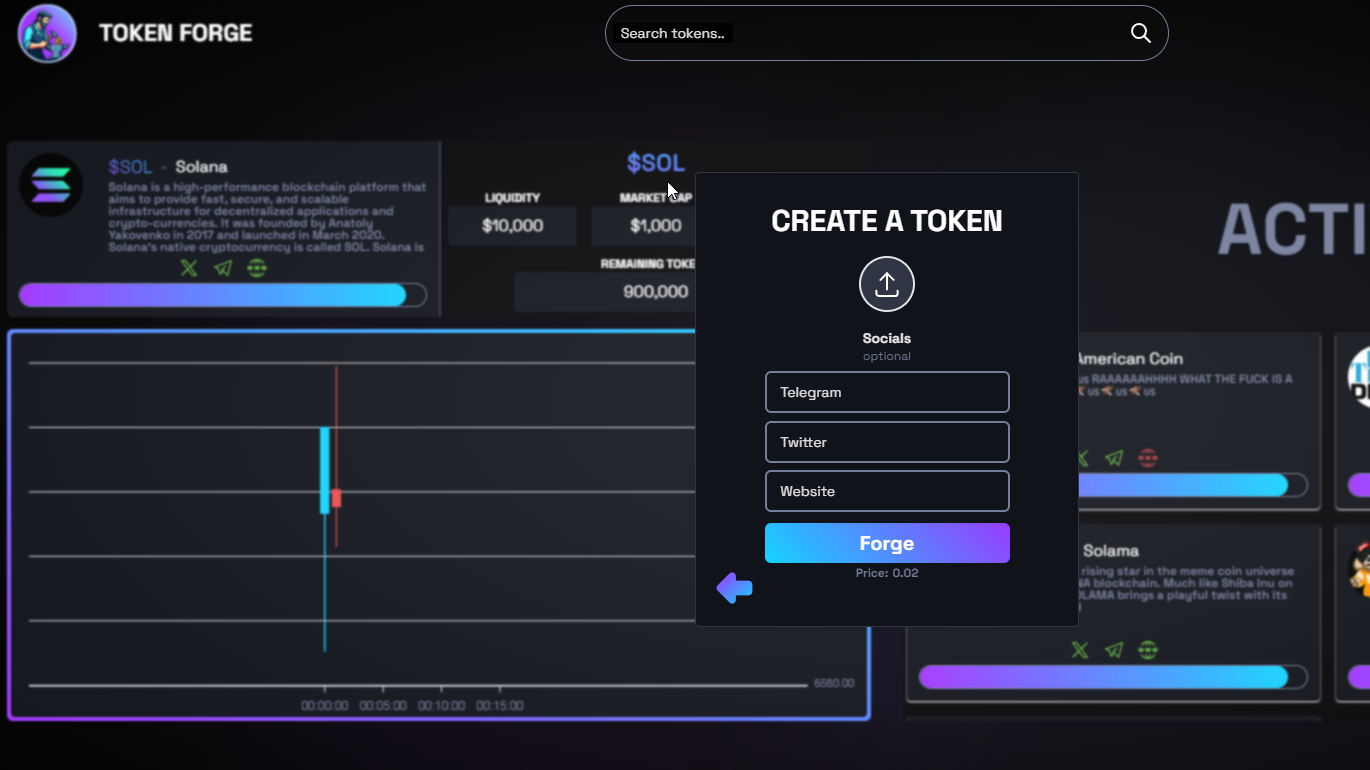 TOKEN FORGE
Search tokens..
$SOL - Solana
Solana is a high-performance blockchain platform that
aims to provide fast, secure, and scalable
infrastructure for decentralized applications and
crypto-currencies. It was founded by Anatoly
Yakovenko in 2017 and launched in March 2020.
Solana's native cryptocurrency is called SOL. Solana is
$SOL
LIQUIDITY
MARKET CAP
$10,000
$1,000
REMAINING TOKE
900,000
6580.00
00:00:00 00:05:00 00:10:00 00:15:00
CREATE A TOKEN
Socials
optional
Telegram
Twitter
Website
Forge
Price: 0.02
ACTI
American Coin
us RAAAAAAHHHH WHAT THE FUCK IS A
us us us
Solama
rising star in the meme coin universe
NA blockchain. Much like Shiba Inu on
OLAMA brings a playful twist with its